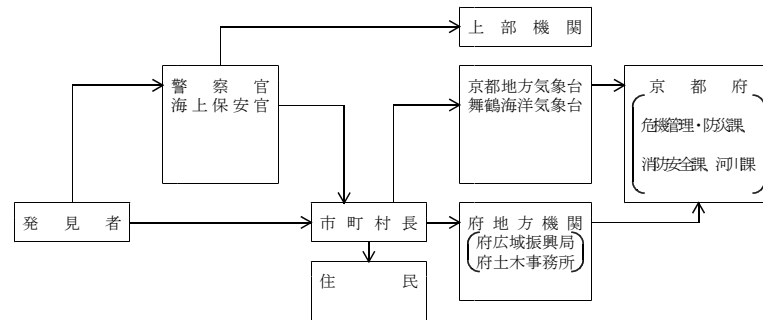 上部機関
警察官
海上保安官
京都地方気象台
舞鶴海洋気象台
京都府
危機管理・防災課、
消防安全課、河川課
発見者
市町村長
府地方機関
府広域振興局
府土木事務所
住民